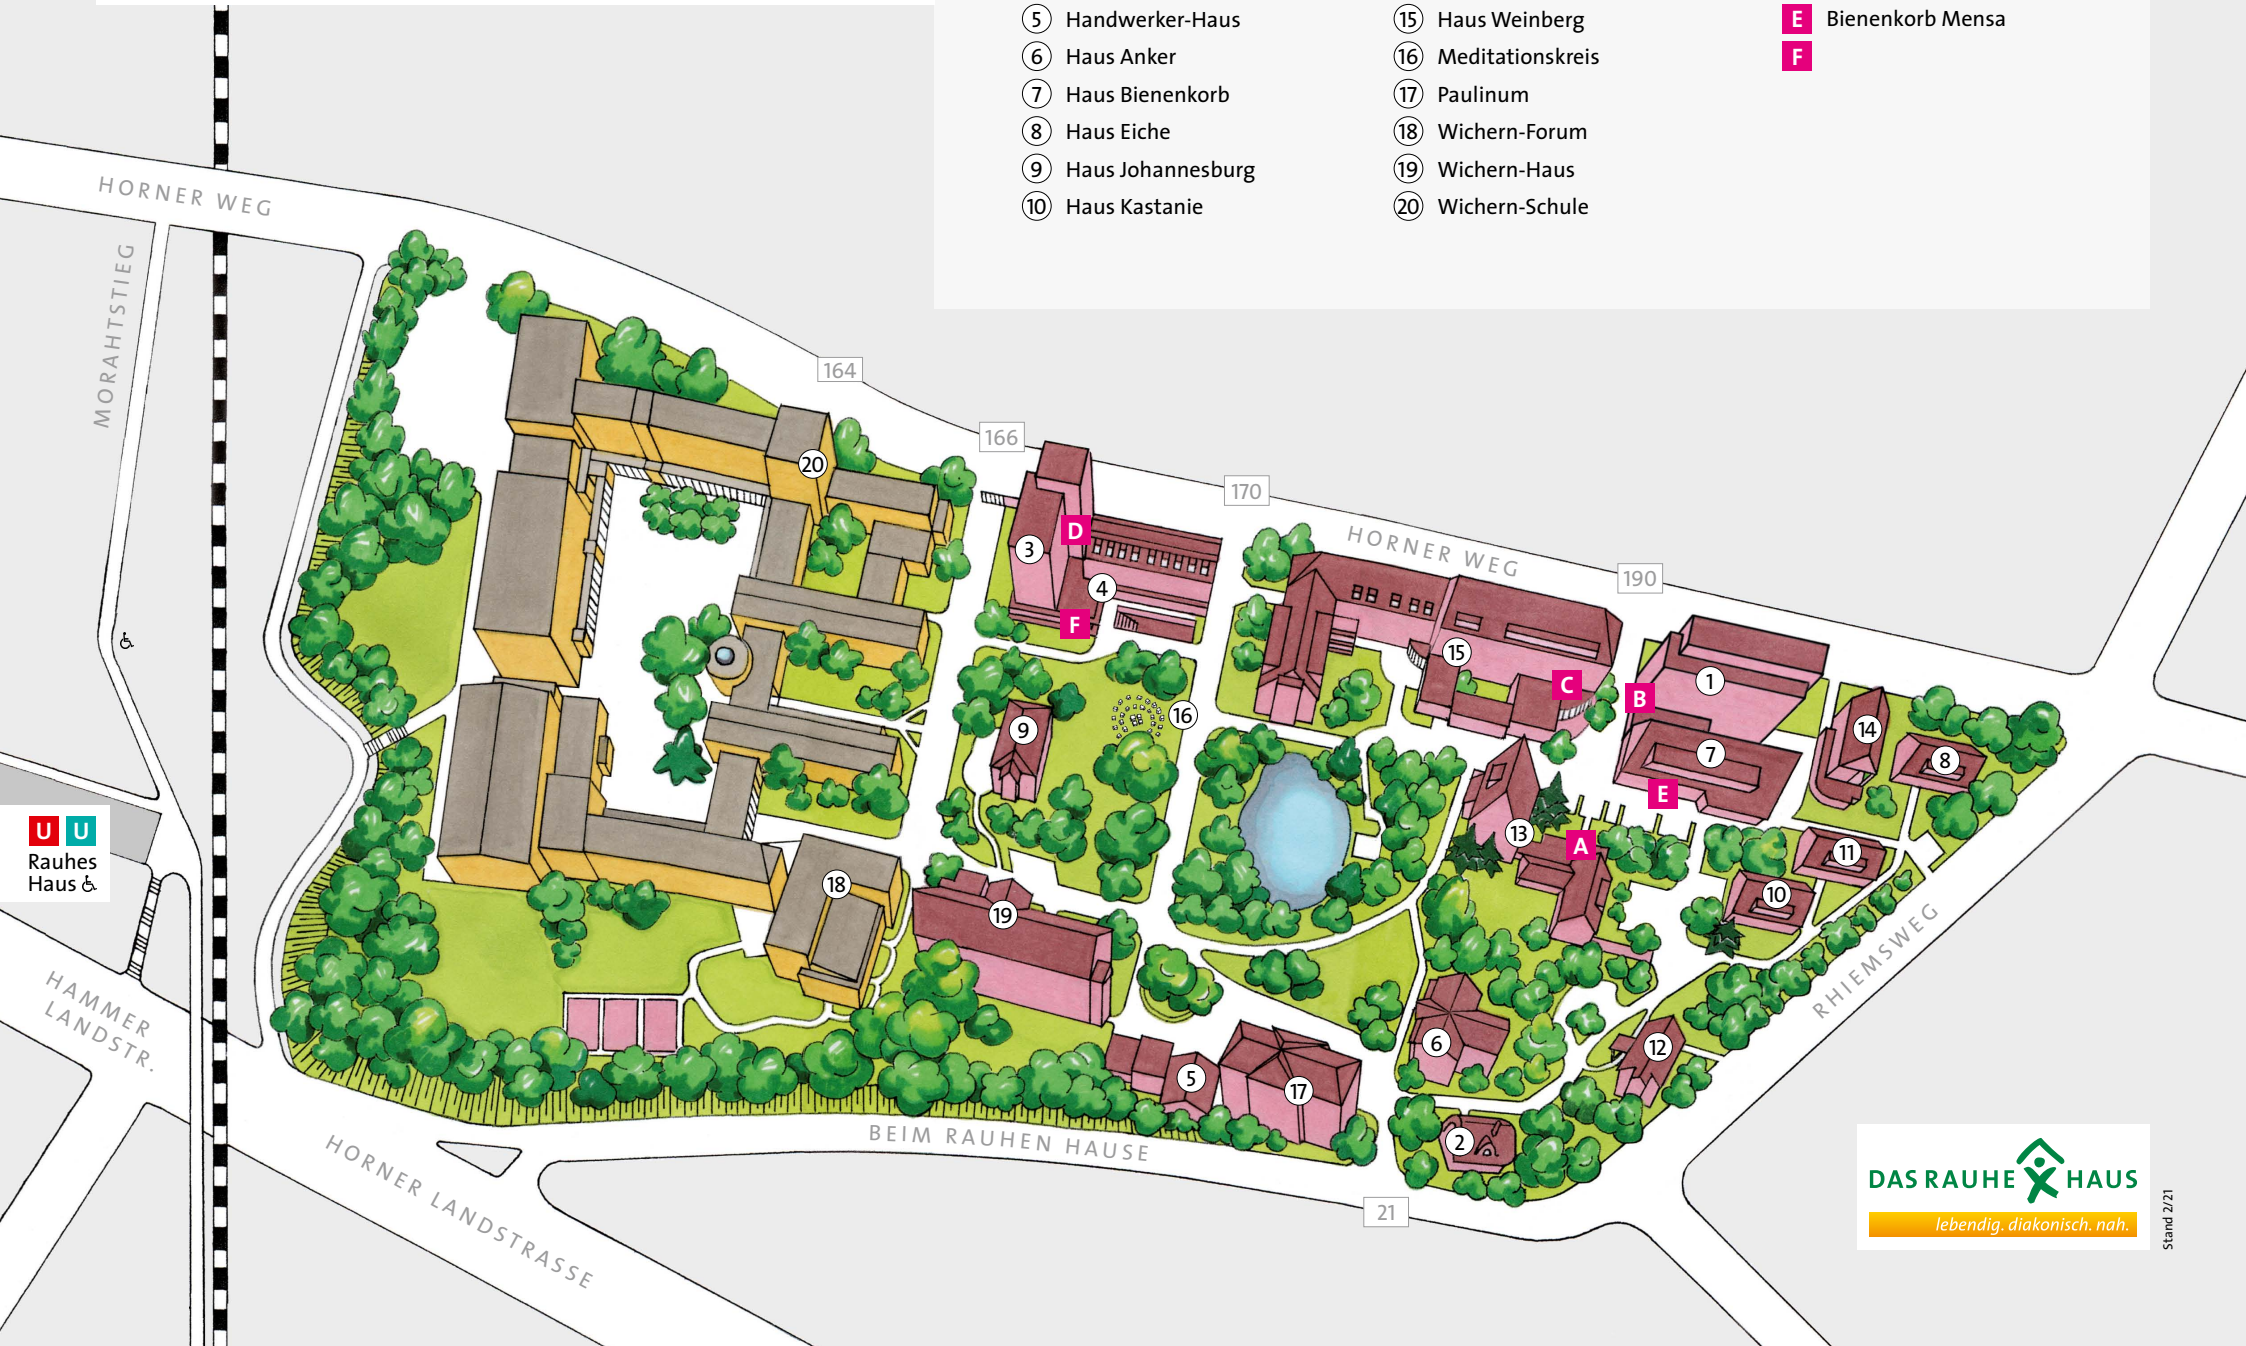 5 Handwerker-Haus
6 Haus Anker
7 Haus Bienenkorb
8 Haus Eiche
9 Haus Johannesburg
10 Haus Kastanie
15 Haus Weinberg
16 Meditationskreis
17 Paulinum
18 Wichern-Forum
19 Wichern-Haus
20 Wichern-Schule
E Bienenkorb Mensa
F
HORNER WEG
MORAHTSTIEG
164
166
170
HORNER WEG
190
20
D
3
4
F
15
C
B
1
16
9
14
7
8
E
13
A
11
10
18
19
U U
Rauhes
Haus
HAMMER
LANDSTR.
RHIEMSWEG
6
12
5
17
2
BEIM RAUHEN HAUSE
HORNER LANDSTRASSE
21
DAS RAUHE HAUS
lebendig. diakonisch. nah.
Stand 2/21